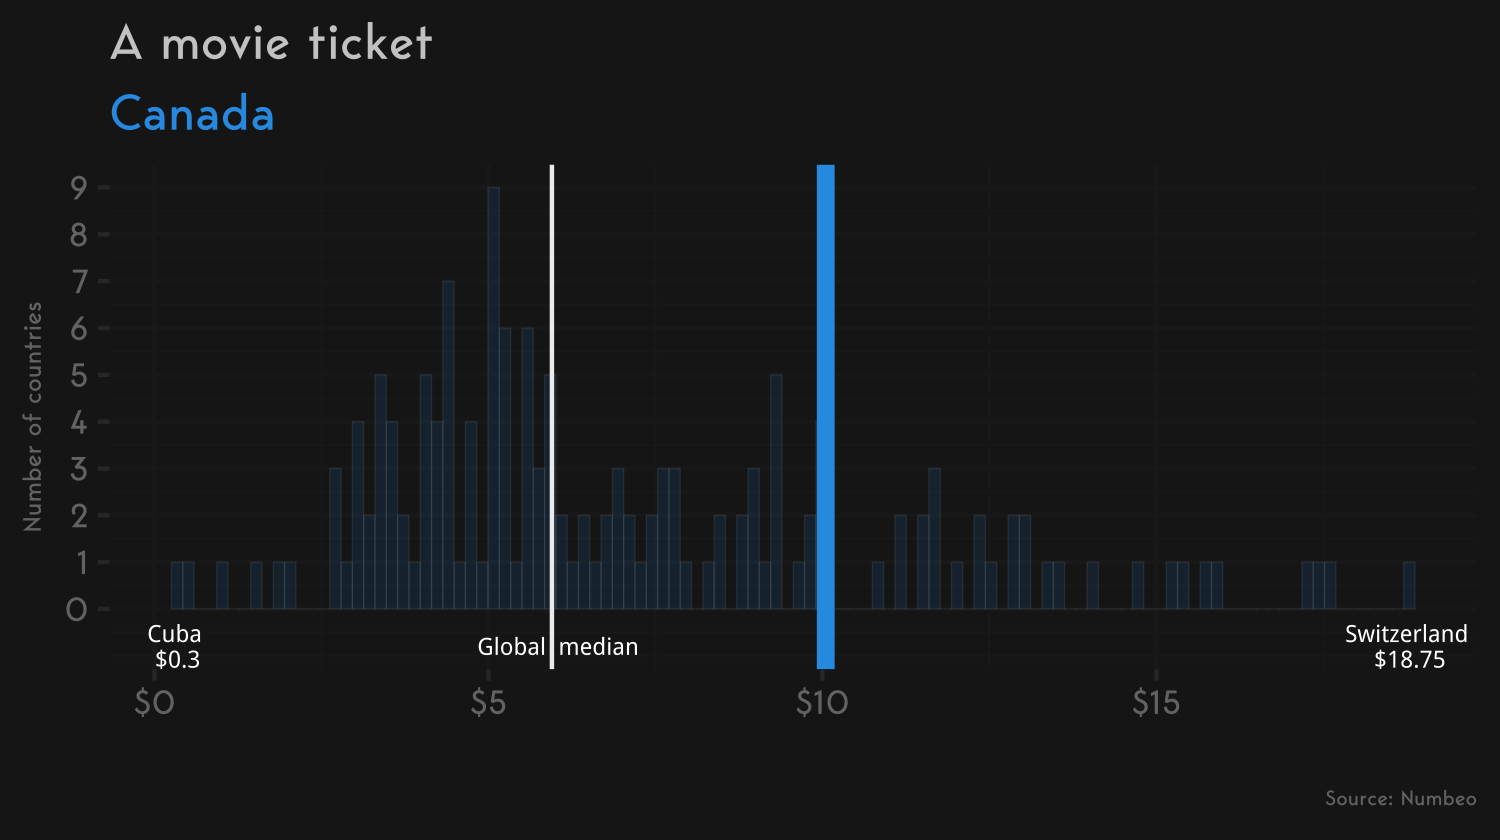 A movie ticket
Canada
Number of countries
9
8
7
6
5
4
3
2
1
0
Cuba
$0.3
Global median
Switzerland
$18.75
$0 $5 $10 $15
Source: Numbeo